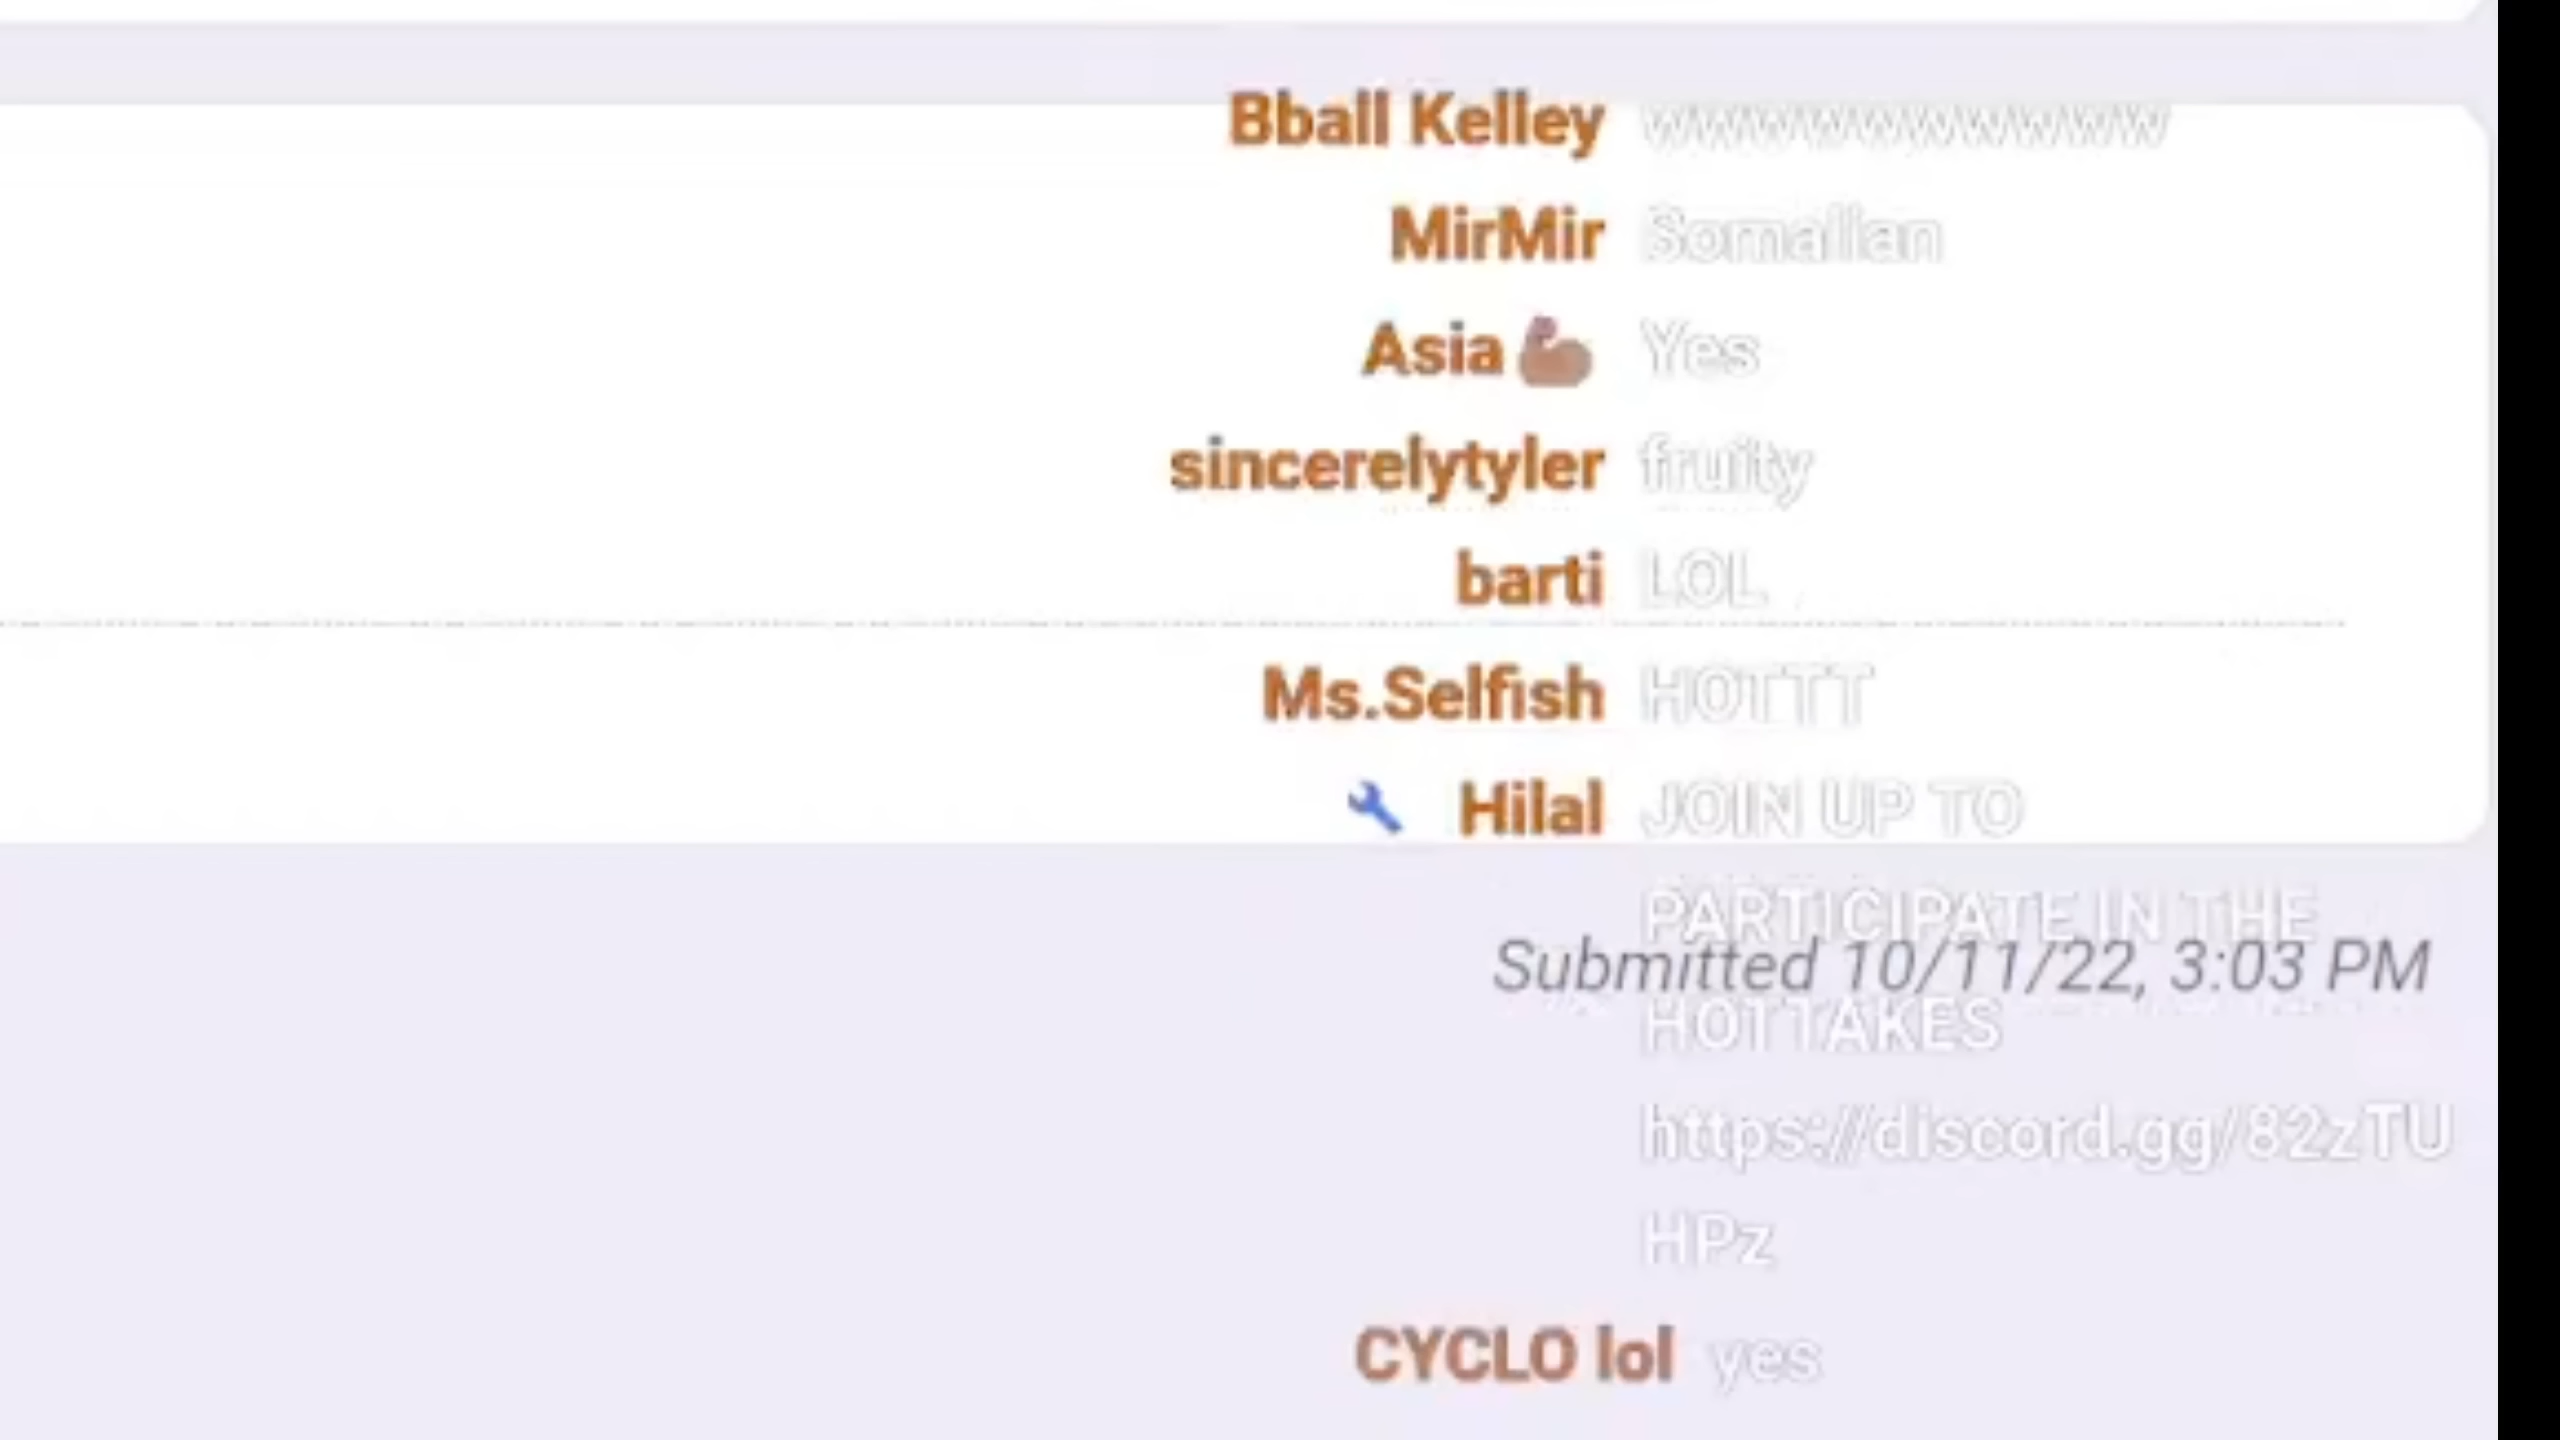 Bball Kelley wwwwwwwwwww
MirMir Somalian
Asia💪🏽 Yes
sincerelytyler fruity
barti LOL
Ms.Selfish HOTTT
Hilal JOIN UP TO
PARTICIPATE IN THE
Submitted 10/11/22, 3:03 PM
HOTTAKES
https://discord.gg/82zTU
HPz
CYCLO lol yes